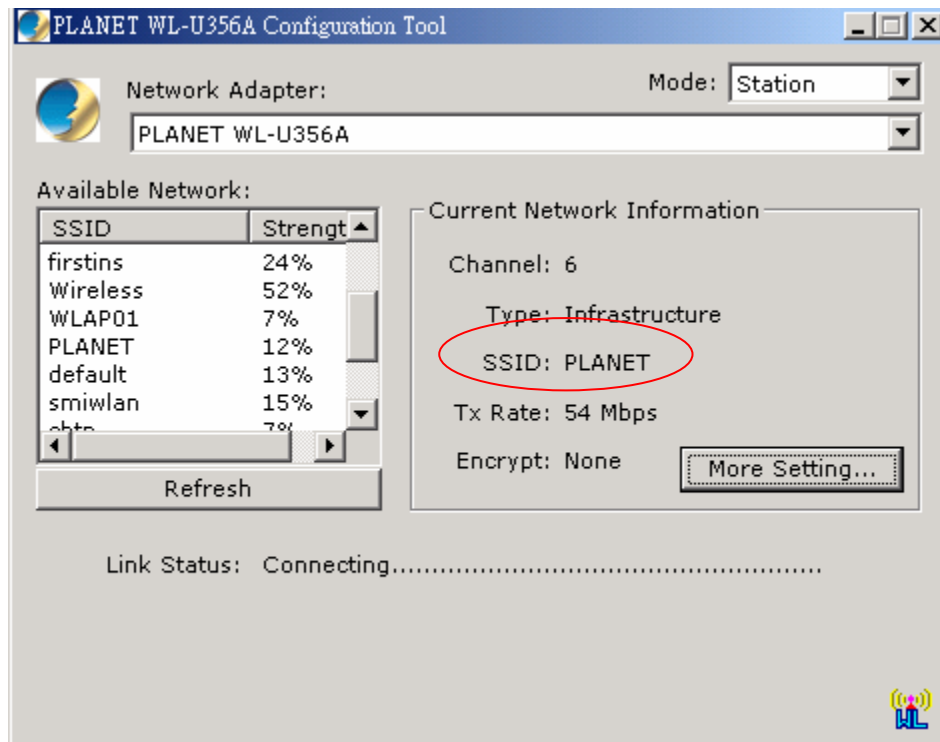 PLANET WL-U356A Configuration Tool
Mode: Station
Network Adapter:
PLANET WL-U356A
Available Network:
SSID Strengt
firstins 24%
Wireless 52%
WLAP01 7%
PLANET 12%
default 13%
smiwlan 15%
Refresh
Current Network Information
Channel: 6
Type: Infrastructure
SSID: PLANET
Tx Rate: 54 Mbps
Encrypt: None
More Setting...
Link Status: Connecting......................................................
WL